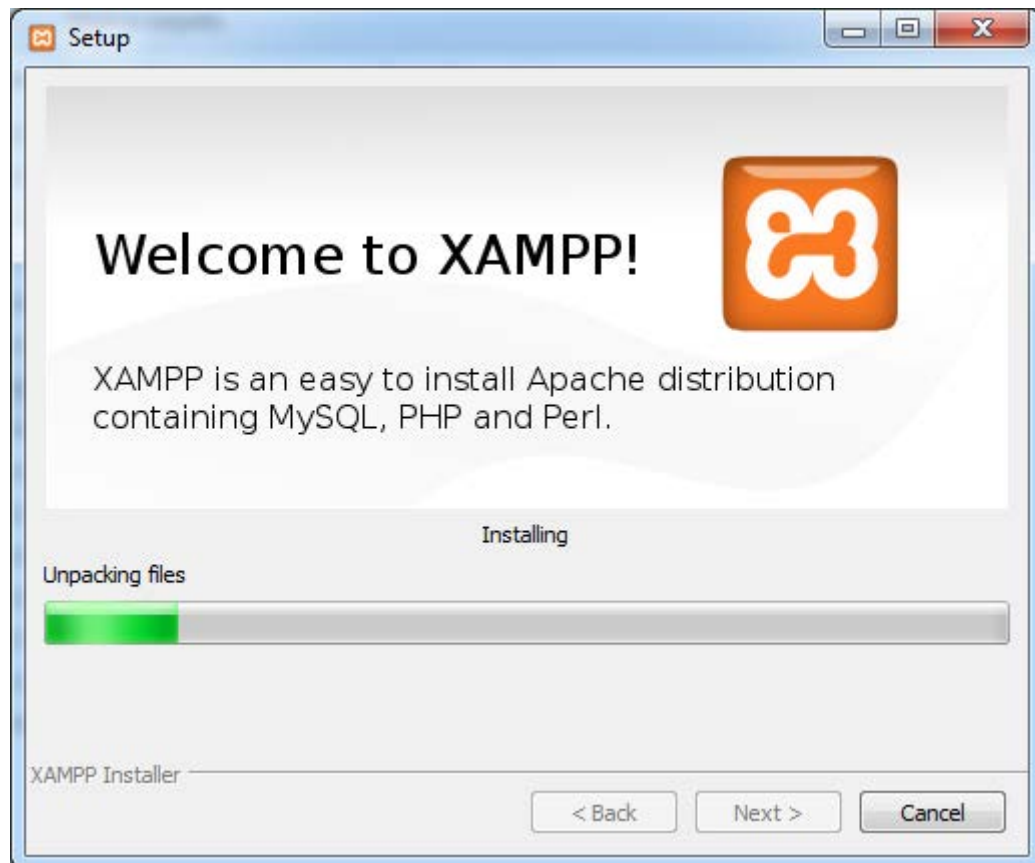 Setup
Welcome to XAMPP!
XAMPP is an easy to install Apache distribution
containing MySQL, PHP and Perl.
Installing
Unpacking files
XAMPP Installer
< Back
Next >
Cancel